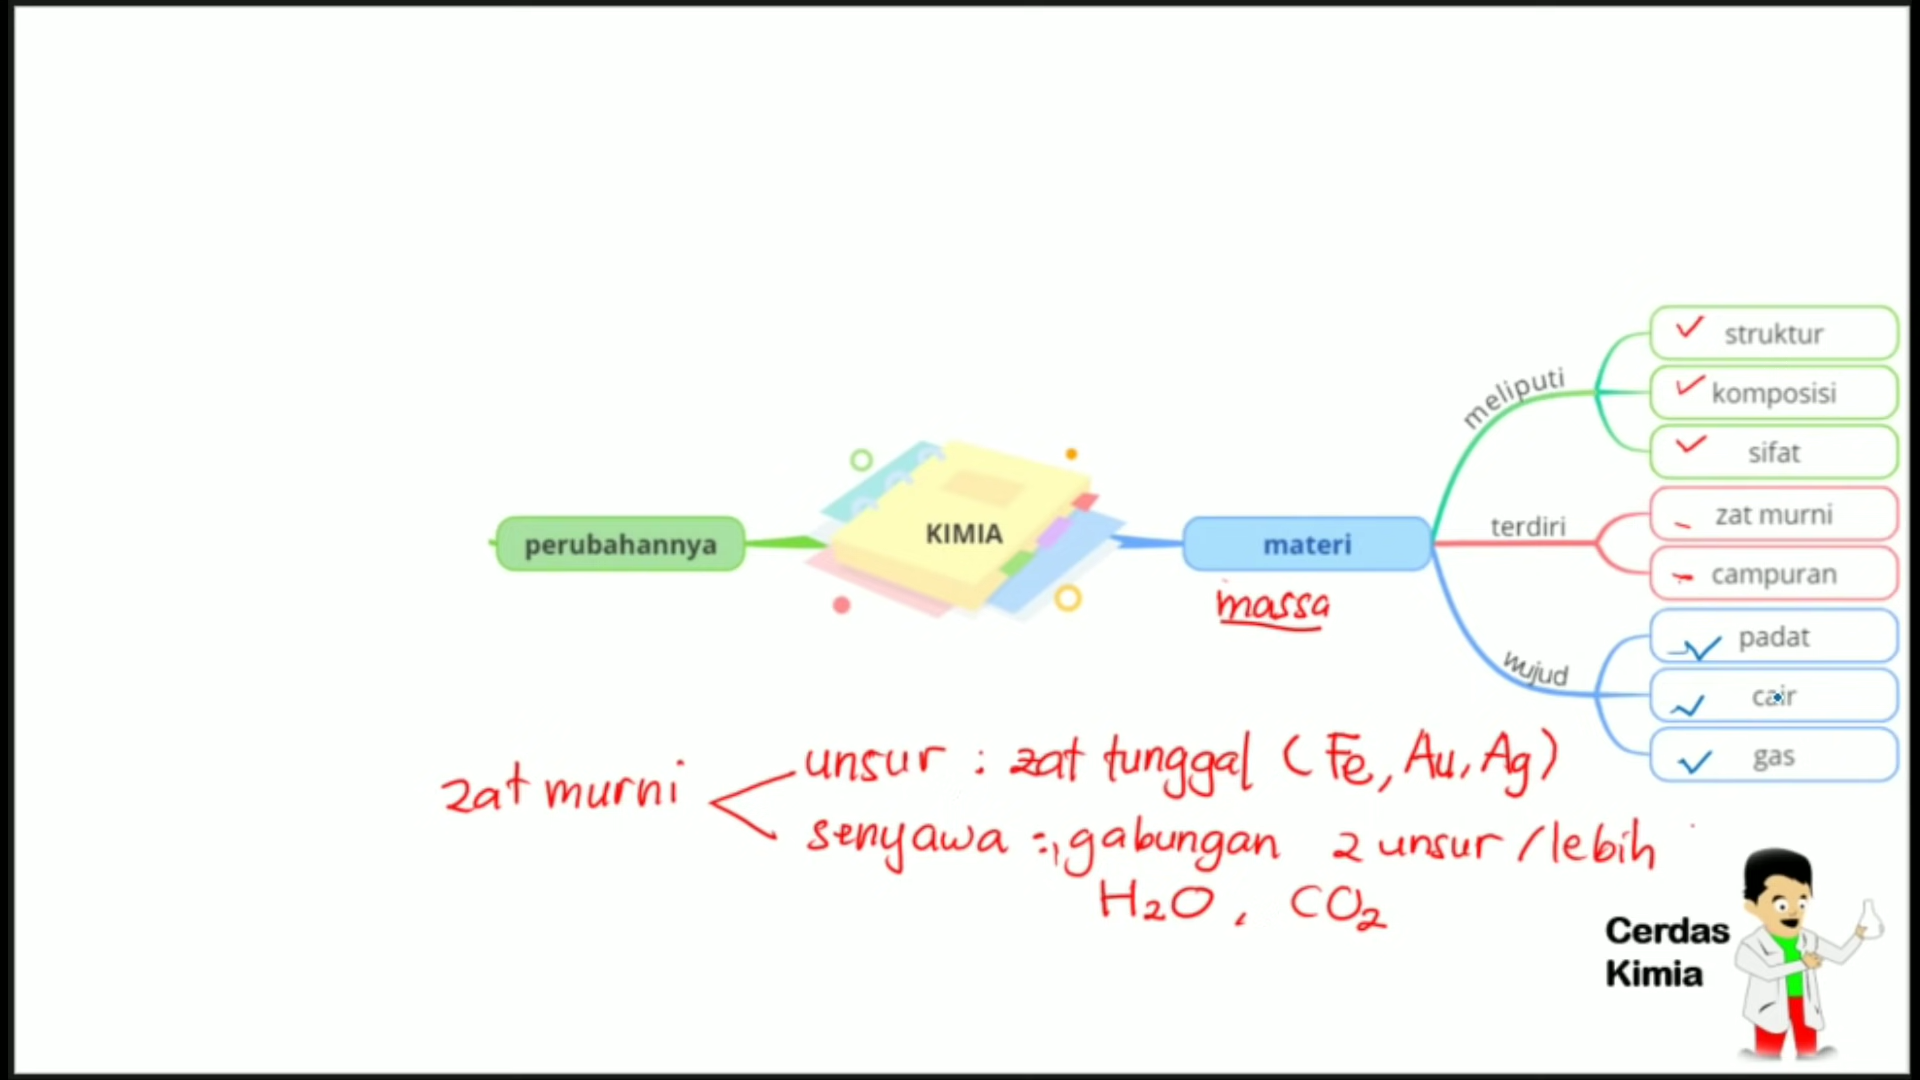 struktur
meliputi
komposisi
sifat
zat murni
terdiri
KIMIA
perubahannya
materi
campuran
massa
padat
wujud
cair
gas
unsur : zat tunggal (Fe, Au, Ag)
zat murni
senyawa : gabungan 2 unsur / lebih
H2O, CO2
Cerdas
Kimia